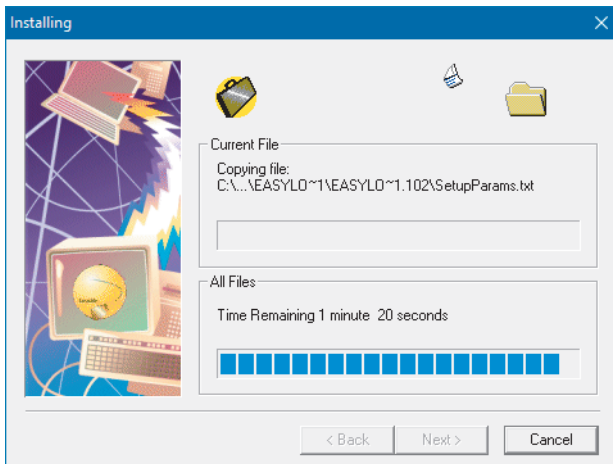 Installing
Current File
Copying file:
C:\...\EASYLO~1\EASYLO~1.102\SetupParams.txt
All Files
Time Remaining 1 minute 20 seconds
< Back
Next >
Cancel